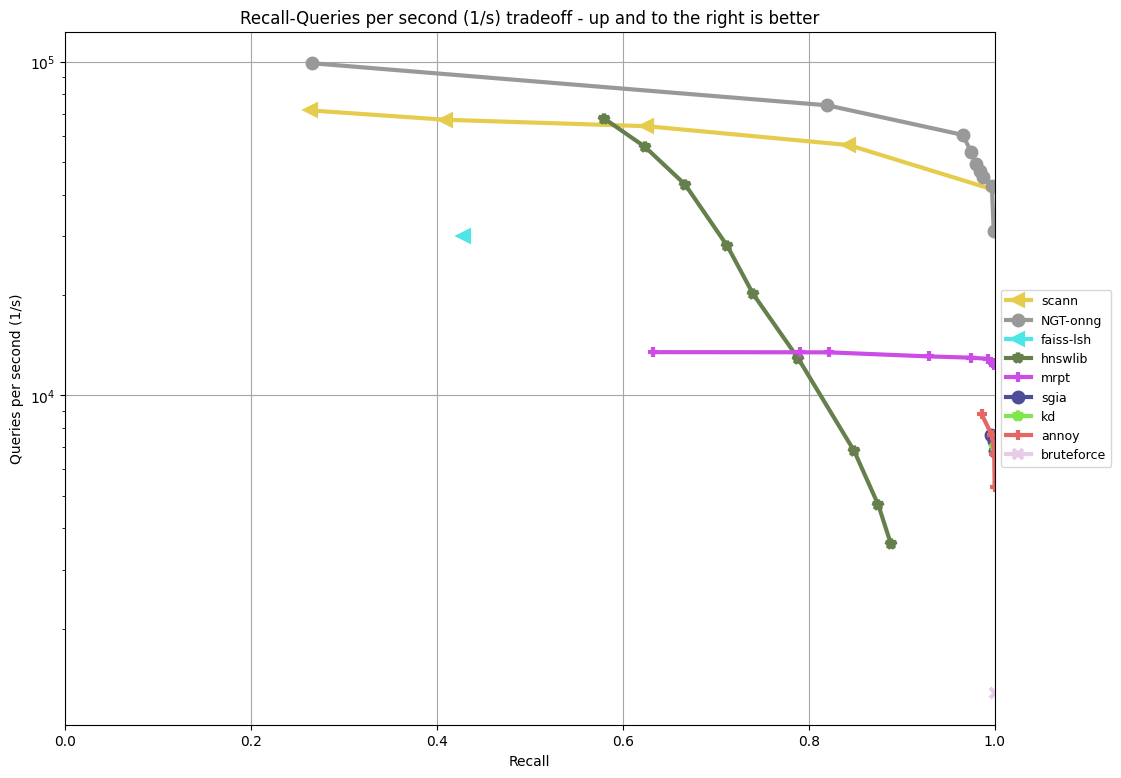 Recall-Queries per second (1/s) tradeoff - up and to the right is better
Queries per second (1/s)
10^5
10^4
0.0 0.2 0.4 0.6 0.8 1.0
Recall
scann
NGT-onng
faiss-lsh
hnswlib
mrpt
sgia
kd
annoy
bruteforce